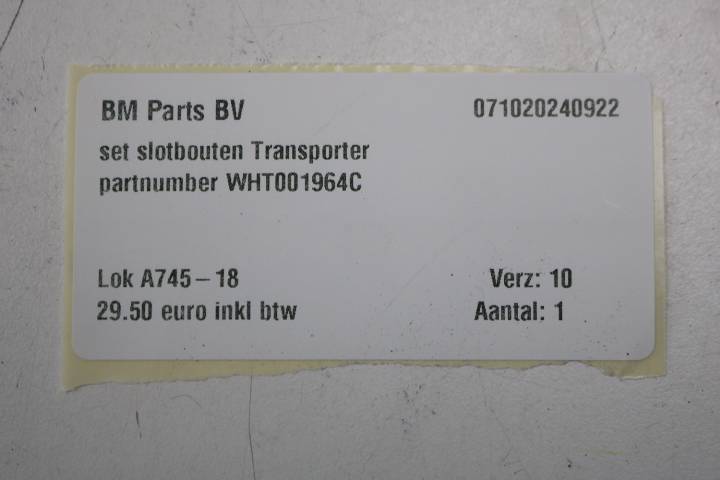 BM Parts BV 071020240922
set slotbouten Transporter
partnumber WHT001964C
Lok A745-18 Verz: 10
29.50 euro inkl btw Aantal: 1